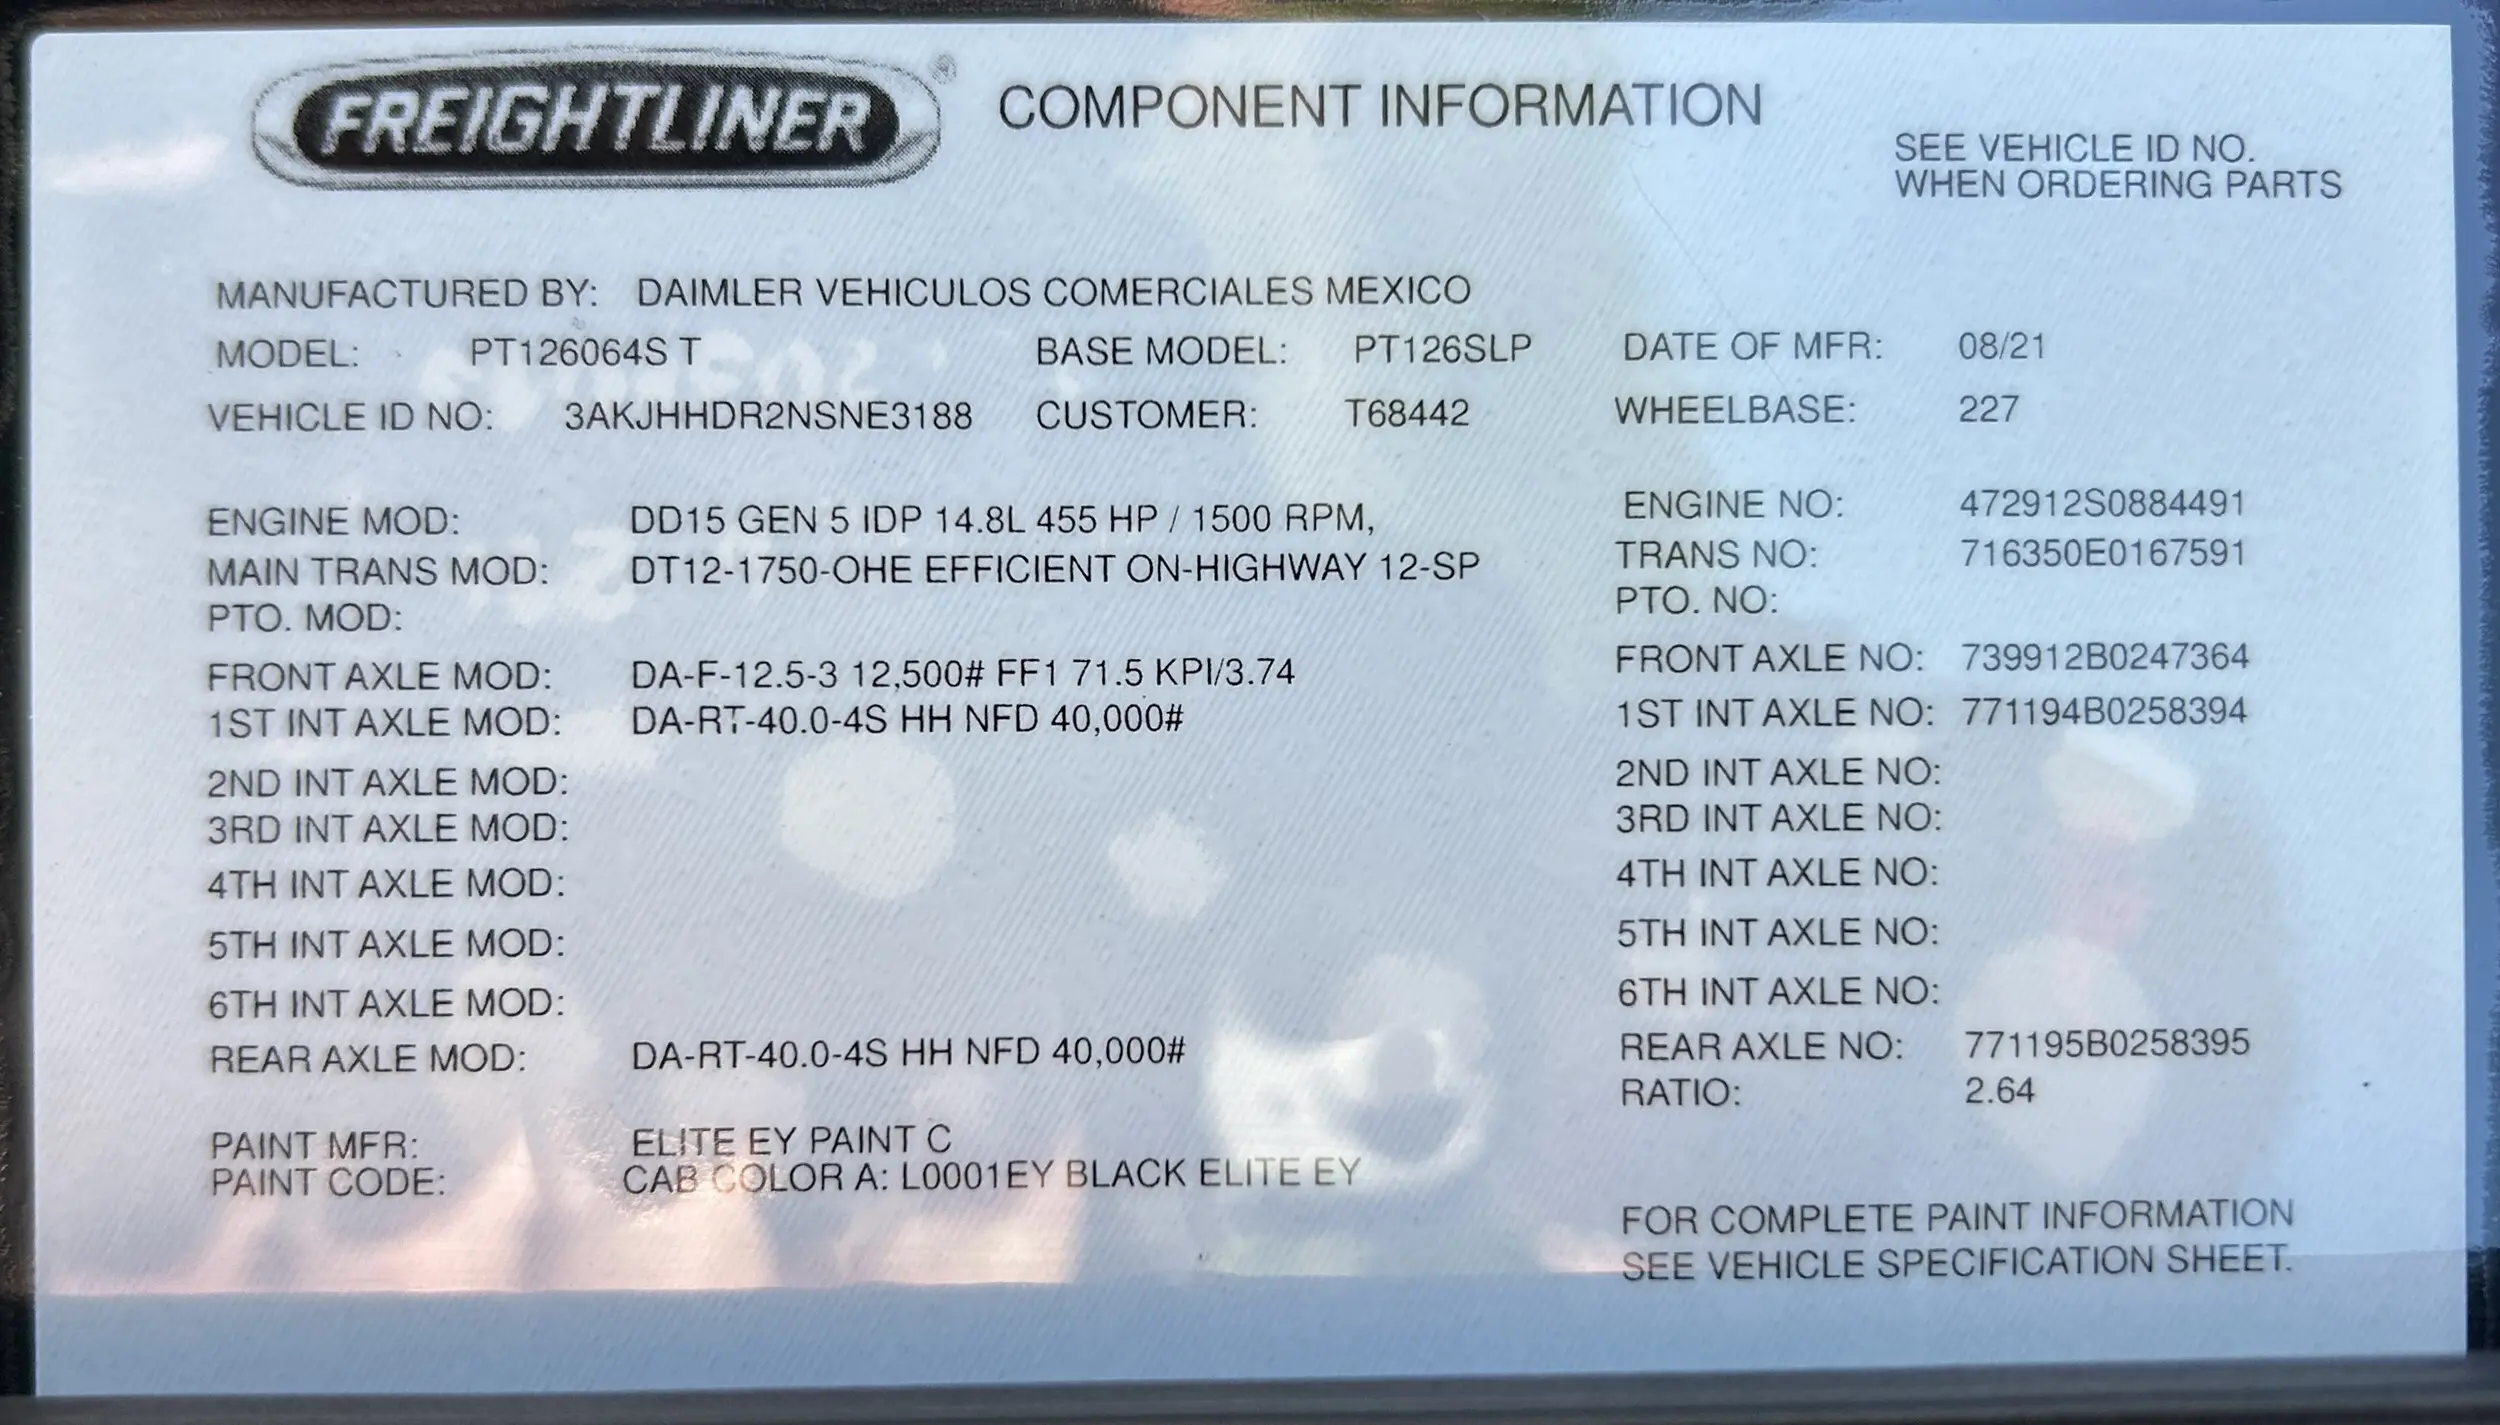 FREIGHTLINER®
COMPONENT INFORMATION
SEE VEHICLE ID NO.
WHEN ORDERING PARTS
MANUFACTURED BY: DAIMLER VEHICULOS COMERCIALES MEXICO
MODEL: PT126064S T BASE MODEL: PT126SLP DATE OF MFR: 08/21
VEHICLE ID NO: 3AKJHHDR2NSNE3188 CUSTOMER: T68442 WHEELBASE: 227
ENGINE MOD: DD15 GEN 5 IDP 14.8L 455 HP / 1500 RPM, ENGINE NO: 472912S0884491
MAIN TRANS MOD: DT12-1750-OHE EFFICIENT ON-HIGHWAY 12-SP TRANS NO: 716350E0167591
PTO. MOD: PTO. NO:
FRONT AXLE MOD: DA-F-12.5-3 12,500# FF1 71.5 KPI/3.74 FRONT AXLE NO: 739912B0247364
1ST INT AXLE MOD: DA-RT-40.0-4S HH NFD 40,000# 1ST INT AXLE NO: 771194B0258394
2ND INT AXLE MOD: 2ND INT AXLE NO:
3RD INT AXLE MOD: 3RD INT AXLE NO:
4TH INT AXLE MOD: 4TH INT AXLE NO:
5TH INT AXLE MOD: 5TH INT AXLE NO:
6TH INT AXLE MOD: 6TH INT AXLE NO:
REAR AXLE MOD: DA-RT-40.0-4S HH NFD 40,000# REAR AXLE NO: 771195B0258395
RATIO: 2.64
PAINT MFR: ELITE EY PAINT C
PAINT CODE: CAB COLOR A: L0001EY BLACK ELITE EY
FOR COMPLETE PAINT INFORMATION
SEE VEHICLE SPECIFICATION SHEET.